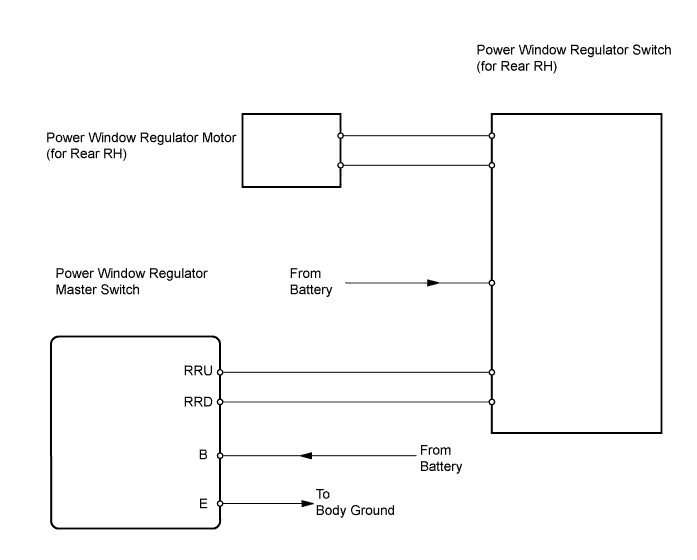 Power Window Regulator Switch
(for Rear RH)
Power Window Regulator Motor
(for Rear RH)
Power Window Regulator
Master Switch
From
Battery
RRU
RRD
B
From
Battery
E
To
Body Ground